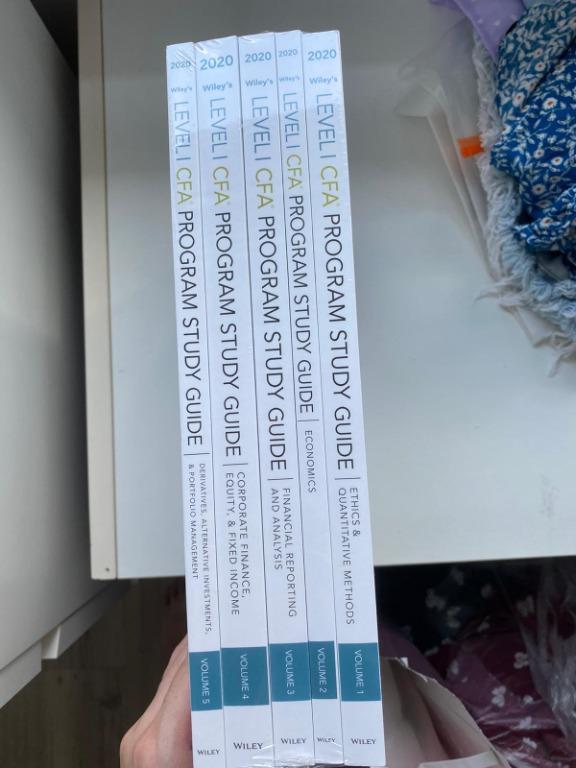 2020
Wiley's
LEVEL I CFA® PROGRAM STUDY GUIDE
DERIVATIVES, ALTERNATIVE INVESTMENTS,
& PORTFOLIO MANAGEMENT
VOLUME 5
WILEY
2020
Wiley's
LEVEL I CFA® PROGRAM STUDY GUIDE
CORPORATE FINANCE,
EQUITY, & FIXED INCOME
VOLUME 4
WILEY
2020
Wiley's
LEVEL I CFA® PROGRAM STUDY GUIDE
FINANCIAL REPORTING
AND ANALYSIS
VOLUME 3
WILEY
2020
Wiley's
LEVEL I CFA® PROGRAM STUDY GUIDE
ECONOMICS
VOLUME 2
WILEY
2020
Wiley's
LEVEL I CFA® PROGRAM STUDY GUIDE
ETHICS &
QUANTITATIVE METHODS
VOLUME 1
WILEY